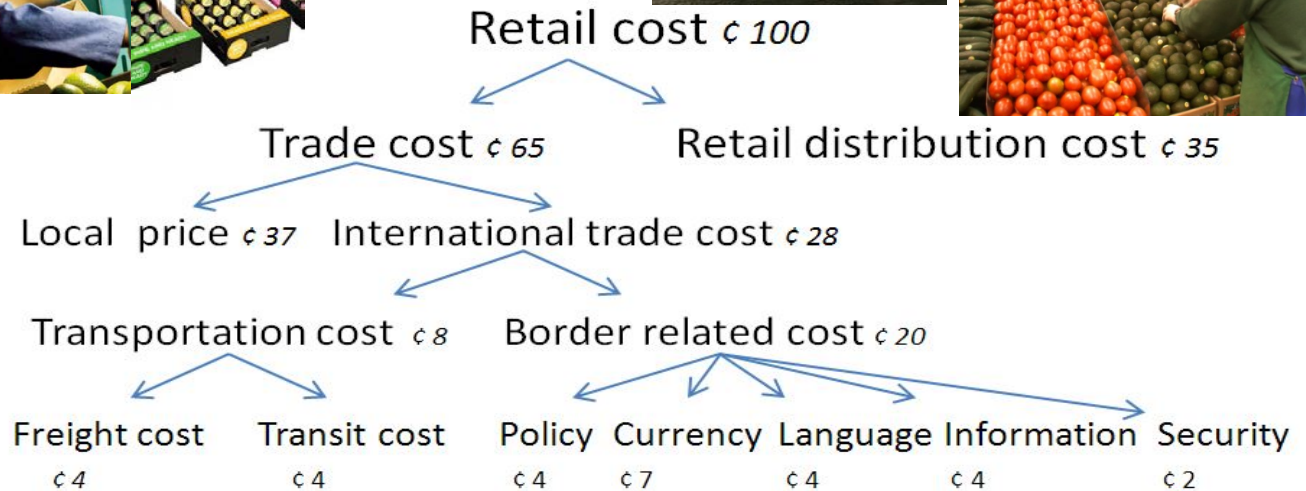 Retail cost ¢ 100
Trade cost ¢ 65 Retail distribution cost ¢ 35
Local price ¢ 37 International trade cost ¢ 28
Transportation cost ¢ 8 Border related cost ¢ 20
Freight cost Transit cost Policy Currency Language Information Security
¢ 4 ¢ 4 ¢ 4 ¢ 7 ¢ 4 ¢ 4 ¢ 2